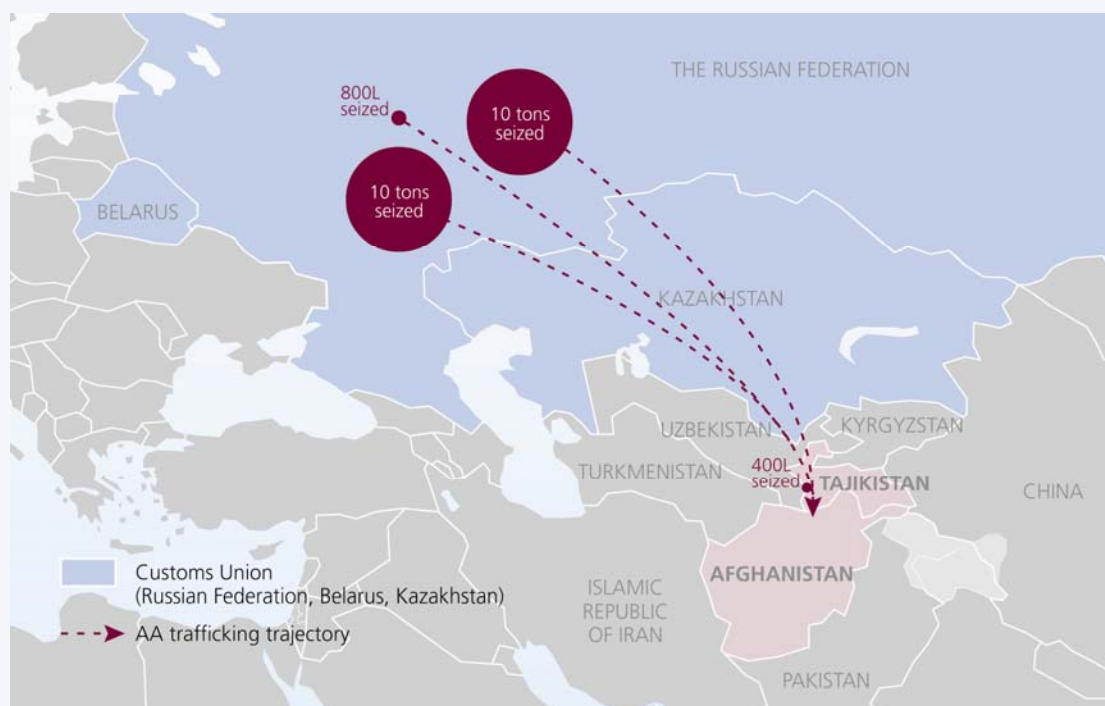 THE RUSSIAN FEDERATION
800L
seized
10 tons
seized
10 tons
seized
BELARUS
KAZAKHSTAN
UZBEKISTAN
KYRGYZSTAN
TURKMENISTAN
400L
seized
TAJIKISTAN
CHINA
AFGHANISTAN
ISLAMIC
REPUBLIC
OF IRAN
PAKISTAN
Customs Union
(Russian Federation, Belarus, Kazakhstan)
AA trafficking trajectory